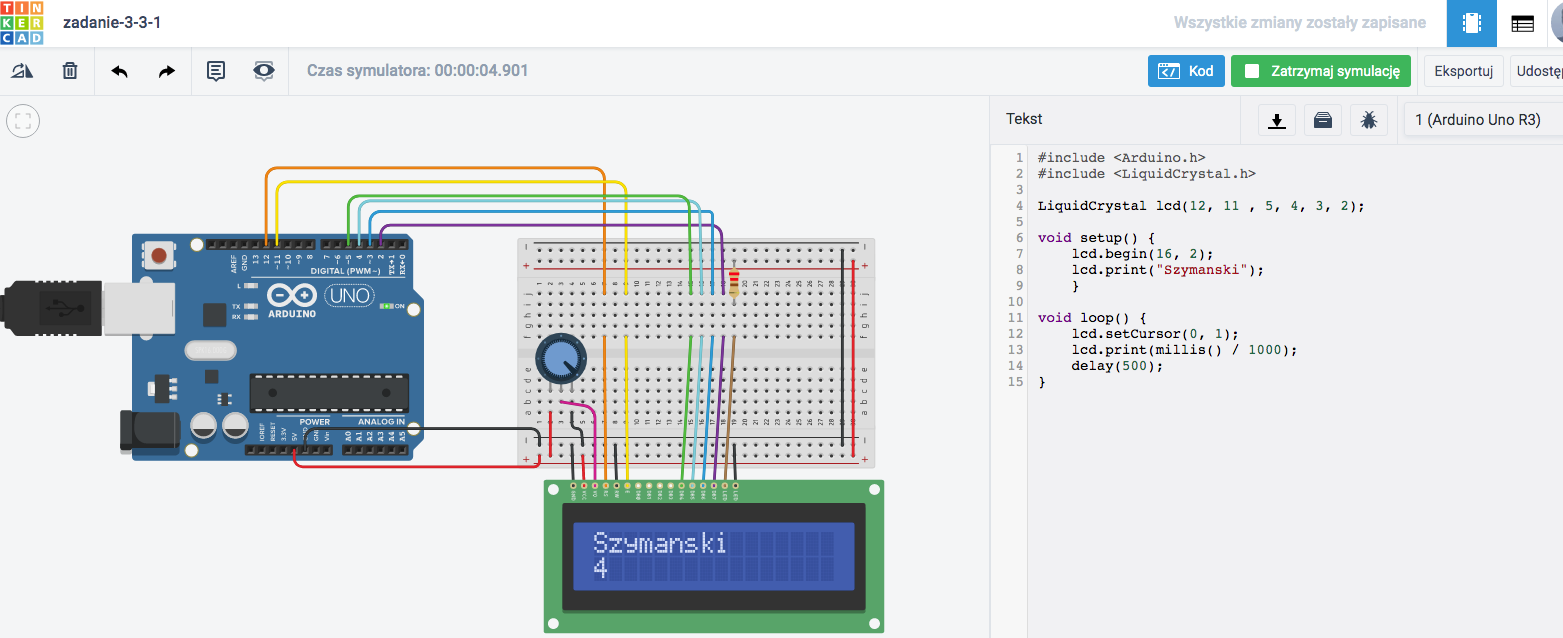 TIN
KER
CAD
zadanie-3-3-1
Wszystkie zmiany zostały zapisane
Czas symulatora: 00:00:04.901
Kod
Zatrzymaj symulację
Eksportuj
Tekst
1 (Arduino Uno R3)
1 #include <Arduino.h>
2 #include <LiquidCrystal.h>
3
4 LiquidCrystal lcd(12, 11 , 5, 4, 3, 2);
5
6 void setup() {
7 lcd.begin(16, 2);
8 lcd.print("Szymanski");
9 }
10
11 void loop() {
12 lcd.setCursor(0, 1);
13 lcd.print(millis() / 1000);
14 delay(500);
15 }
AREF
GND
13
12
~11
~10
~9
8
7
~6
~5
4
~3
2
TX→1
RX←0
DIGITAL (PWM~)
L
TX
RX
UNO
ON
ARDUINO
POWER
ANALOG IN
IOREF
RESET
3.3V
5V
GND
Vin
A0
A1
A2
A3
A4
A5
Szymanski
4